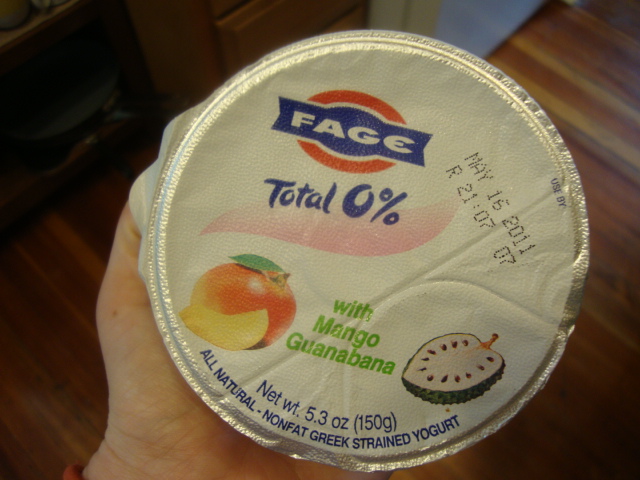 FAGE
Total 0%
USE BY
MAY 16 2011
R 21:07 07
with
Mango
Guanabana
Net wt. 5.3 oz (150g)
ALL NATURAL - NONFAT GREEK STRAINED YOGURT